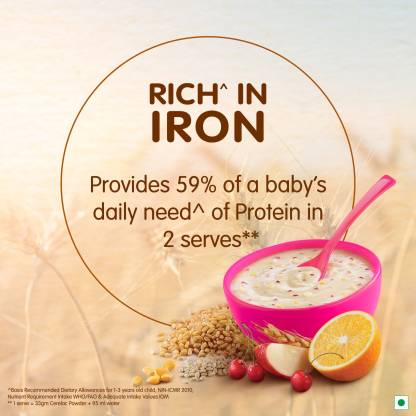 RICH^ IN
IRON
Provides 59% of a baby's
daily need^ of Protein in
2 serves**
^Basis Recommended Dietary Allowances for 1-3 years old child, NIN-ICMR 2010,
Nutrient Requirement Intake WHO/FAO & Adequate Intake Values IOM
** 1 serve = 33gm Cerelac Powder + 95 ml water